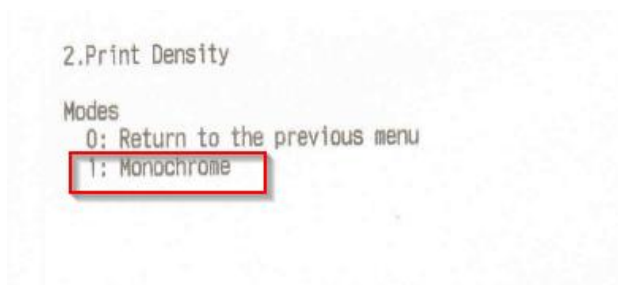 2.Print Density
Modes
0: Return to the previous menu
1: Monochrome